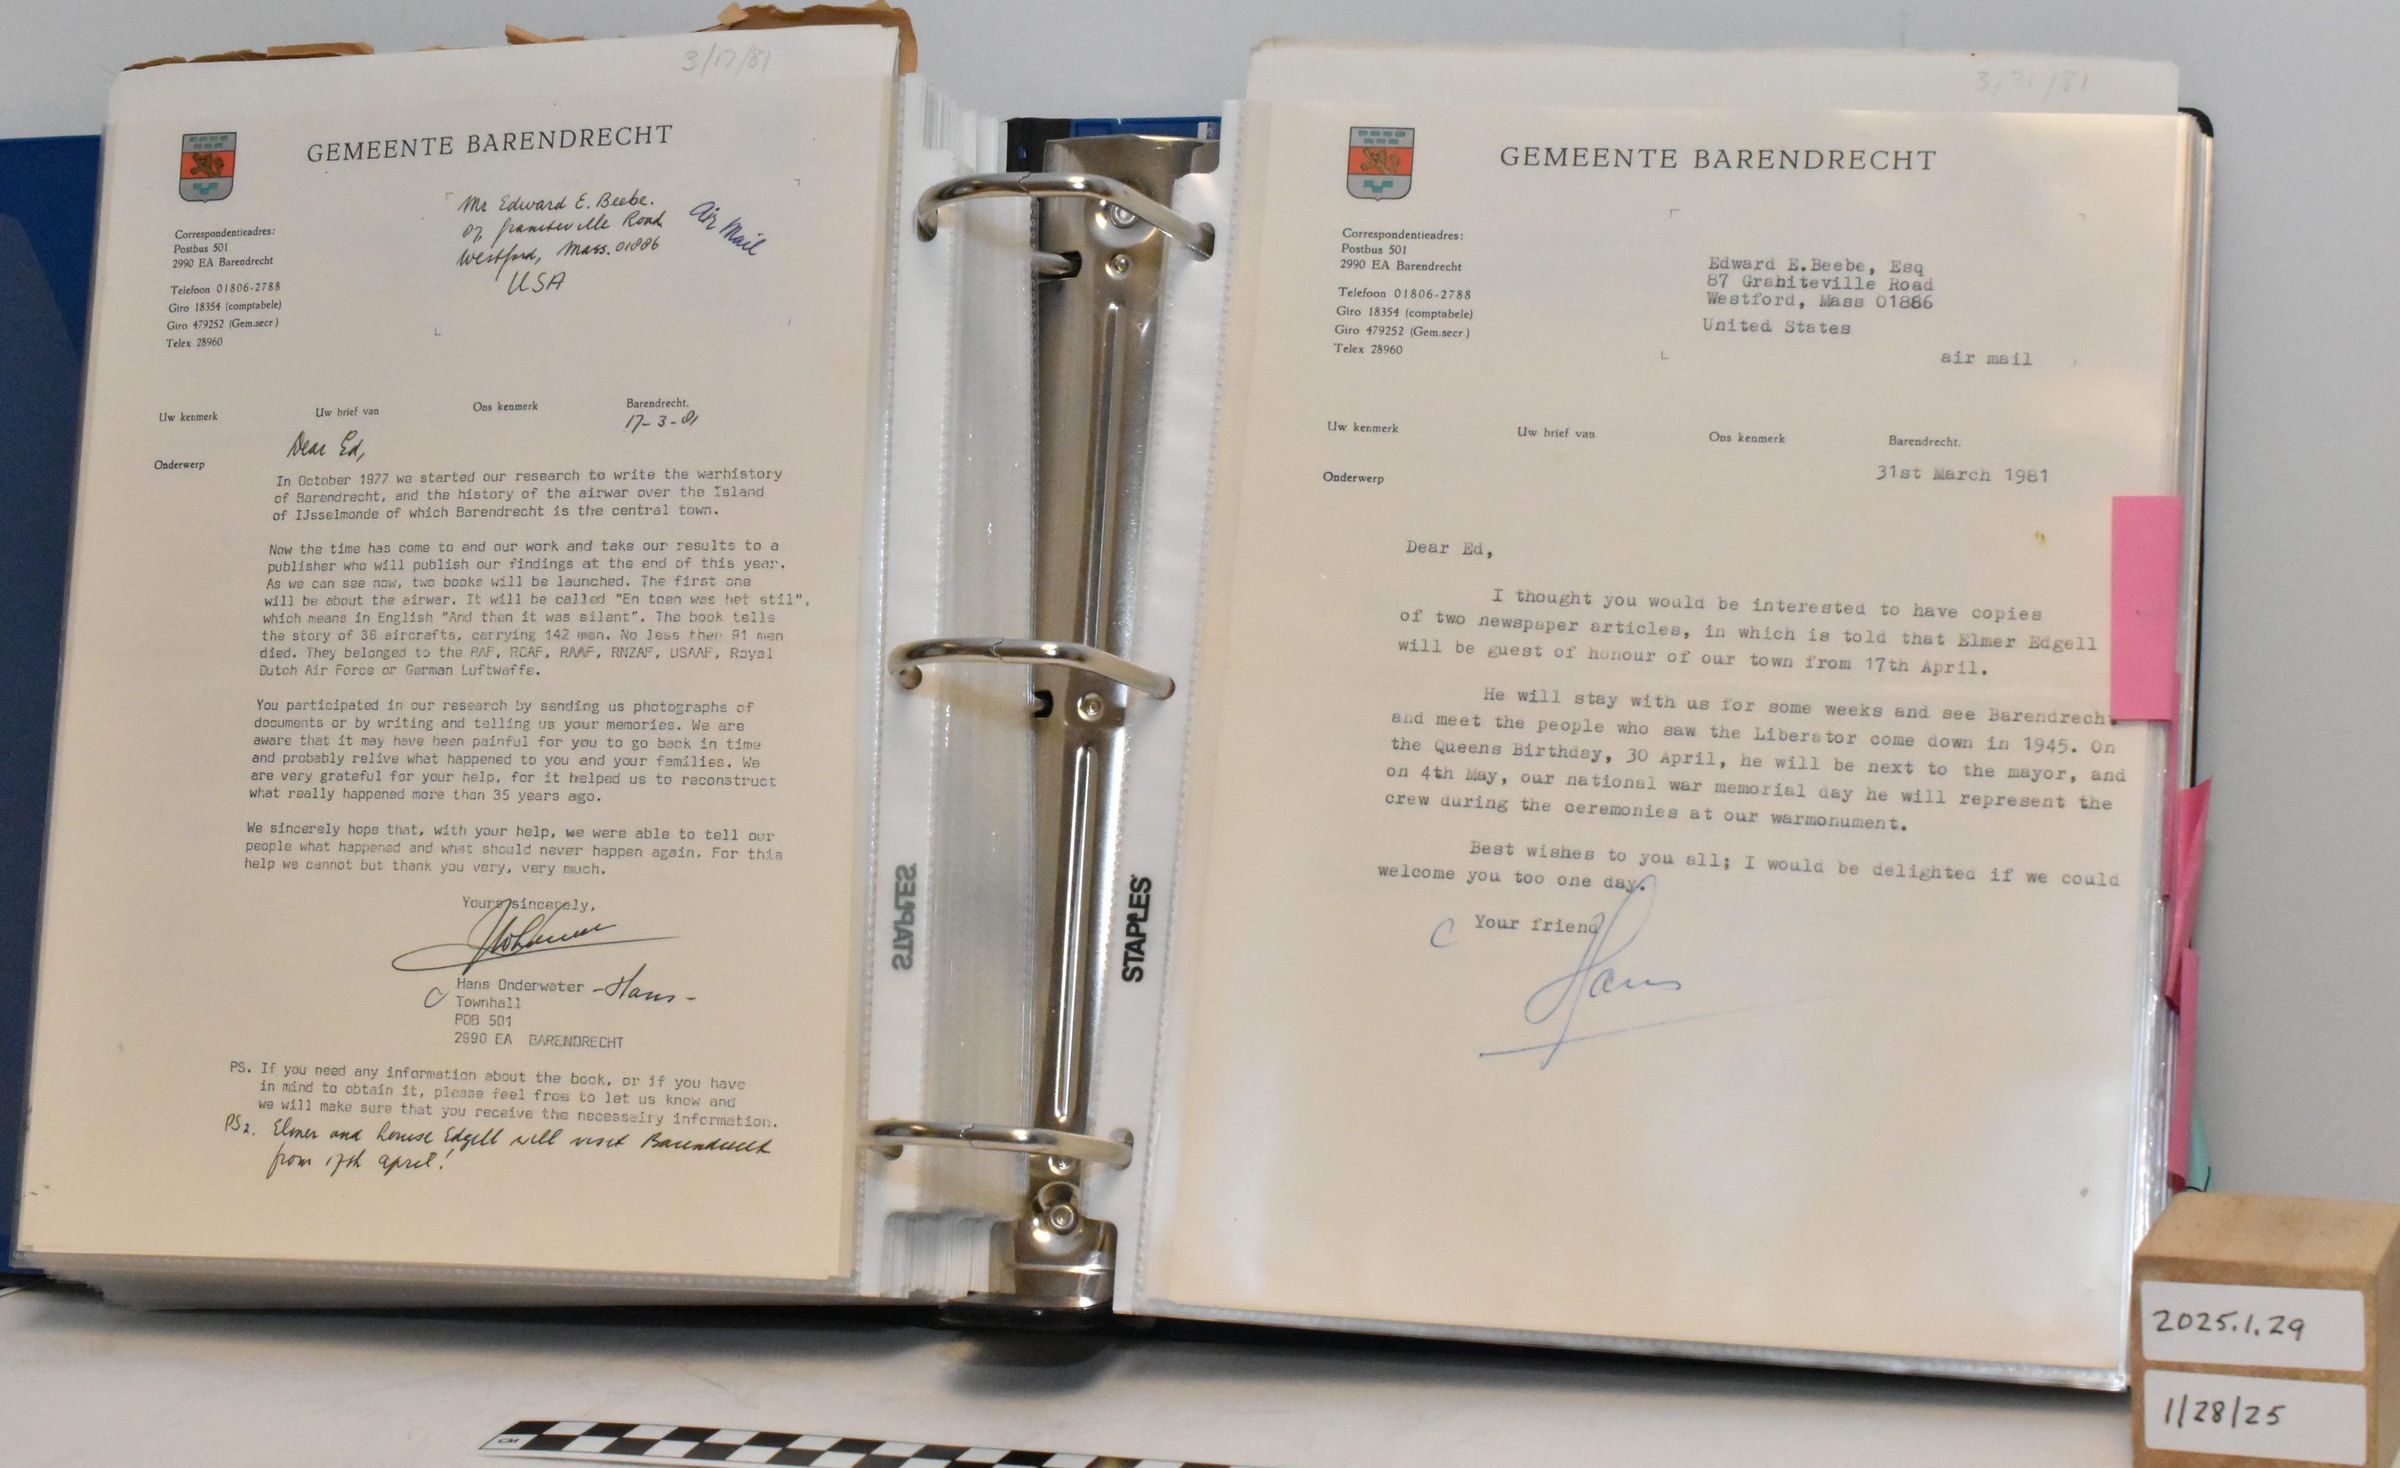 3/17/81
GEMEENTE BARENDRECHT
Mr Edward E. Beebe.
87 Graniteville Road
Westford, Mass. 01886
USA
Air Mail
Correspondentieadres:
Postbus 501
2990 EA Barendrecht
Telefoon 01806-2788
Giro 18354 (comptabele)
Giro 479252 (Gem.secr.)
Telex 28960
Uw kenmerk
Uw brief van
Ons kenmerk
Barendrecht,
17-3-81
Onderwerp
Dear Ed,
In October 1977 we started our research to write the warhistory
of Barendrecht, and the history of the airwar over the Island
of IJsselmonde of which Barendrecht is the central town.
Now the time has come to end our work and take our results to a
publisher who will publish our findings at the end of this year.
As we can see now, two books will be launched. The first one
will be about the airwar. It will be called "En toen was het stil",
which means in English "And then it was silent". The book tells
the story of 36 aircrafts, carrying 142 men. No less then 91 men
died. They belonged to the RAF, RCAF, RAAF, RNZAF, USAAF, Royal
Dutch Air Force or German Luftwaffe.
You participated in our research by sending us photographs of
documents or by writing and telling us your memories. We are
aware that it may have been painful for you to go back in time
and probably relive what happened to you and your families. We
are very grateful for your help, for it helped us to reconstruct
what really happened more than 35 years ago.
We sincerely hope that, with your help, we were able to tell our
people what happened and what should never happen again. For this
help we cannot but thank you very, very much.
Yours sincerely,
Hans Onderwater -Hans-
Townhall
POB 501
2990 EA BARENDRECHT
PS. If you need any information about the book, or if you have
in mind to obtain it, please feel free to let us know and
we will make sure that you receive the necessairy information.
PS2. Elmer and Louise Edgell will visit Barendrecht
from 17th april!
STAPLES
STAPLES
3/31/81
GEMEENTE BARENDRECHT
Correspondentieadres:
Postbus 501
2990 EA Barendrecht
Telefoon 01806-2788
Giro 18354 (comptabele)
Giro 479252 (Gem.secr.)
Telex 28960
Edward E.Beebe, Esq
87 Grahiteville Road
Westford, Mass 01886
United States
air mail
Uw kenmerk
Uw brief van
Ons kenmerk
Barendrecht,
31st March 1981
Onderwerp
Dear Ed,
I thought you would be interested to have copies
of two newspaper articles, in which is told that Elmer Edgell
will be guest of honour of our town from 17th April.
He will stay with us for some weeks and see Barendrecht
and meet the people who saw the Liberator come down in 1945. On
the Queens Birthday, 30 April, he will be next to the mayor, and
on 4th May, our national war memorial day he will represent the
crew during the ceremonies at our warmonument.
Best wishes to you all; I would be delighted if we could
welcome you too one day.
Your friend
Hans
CM
2025.1.29
1/28/25